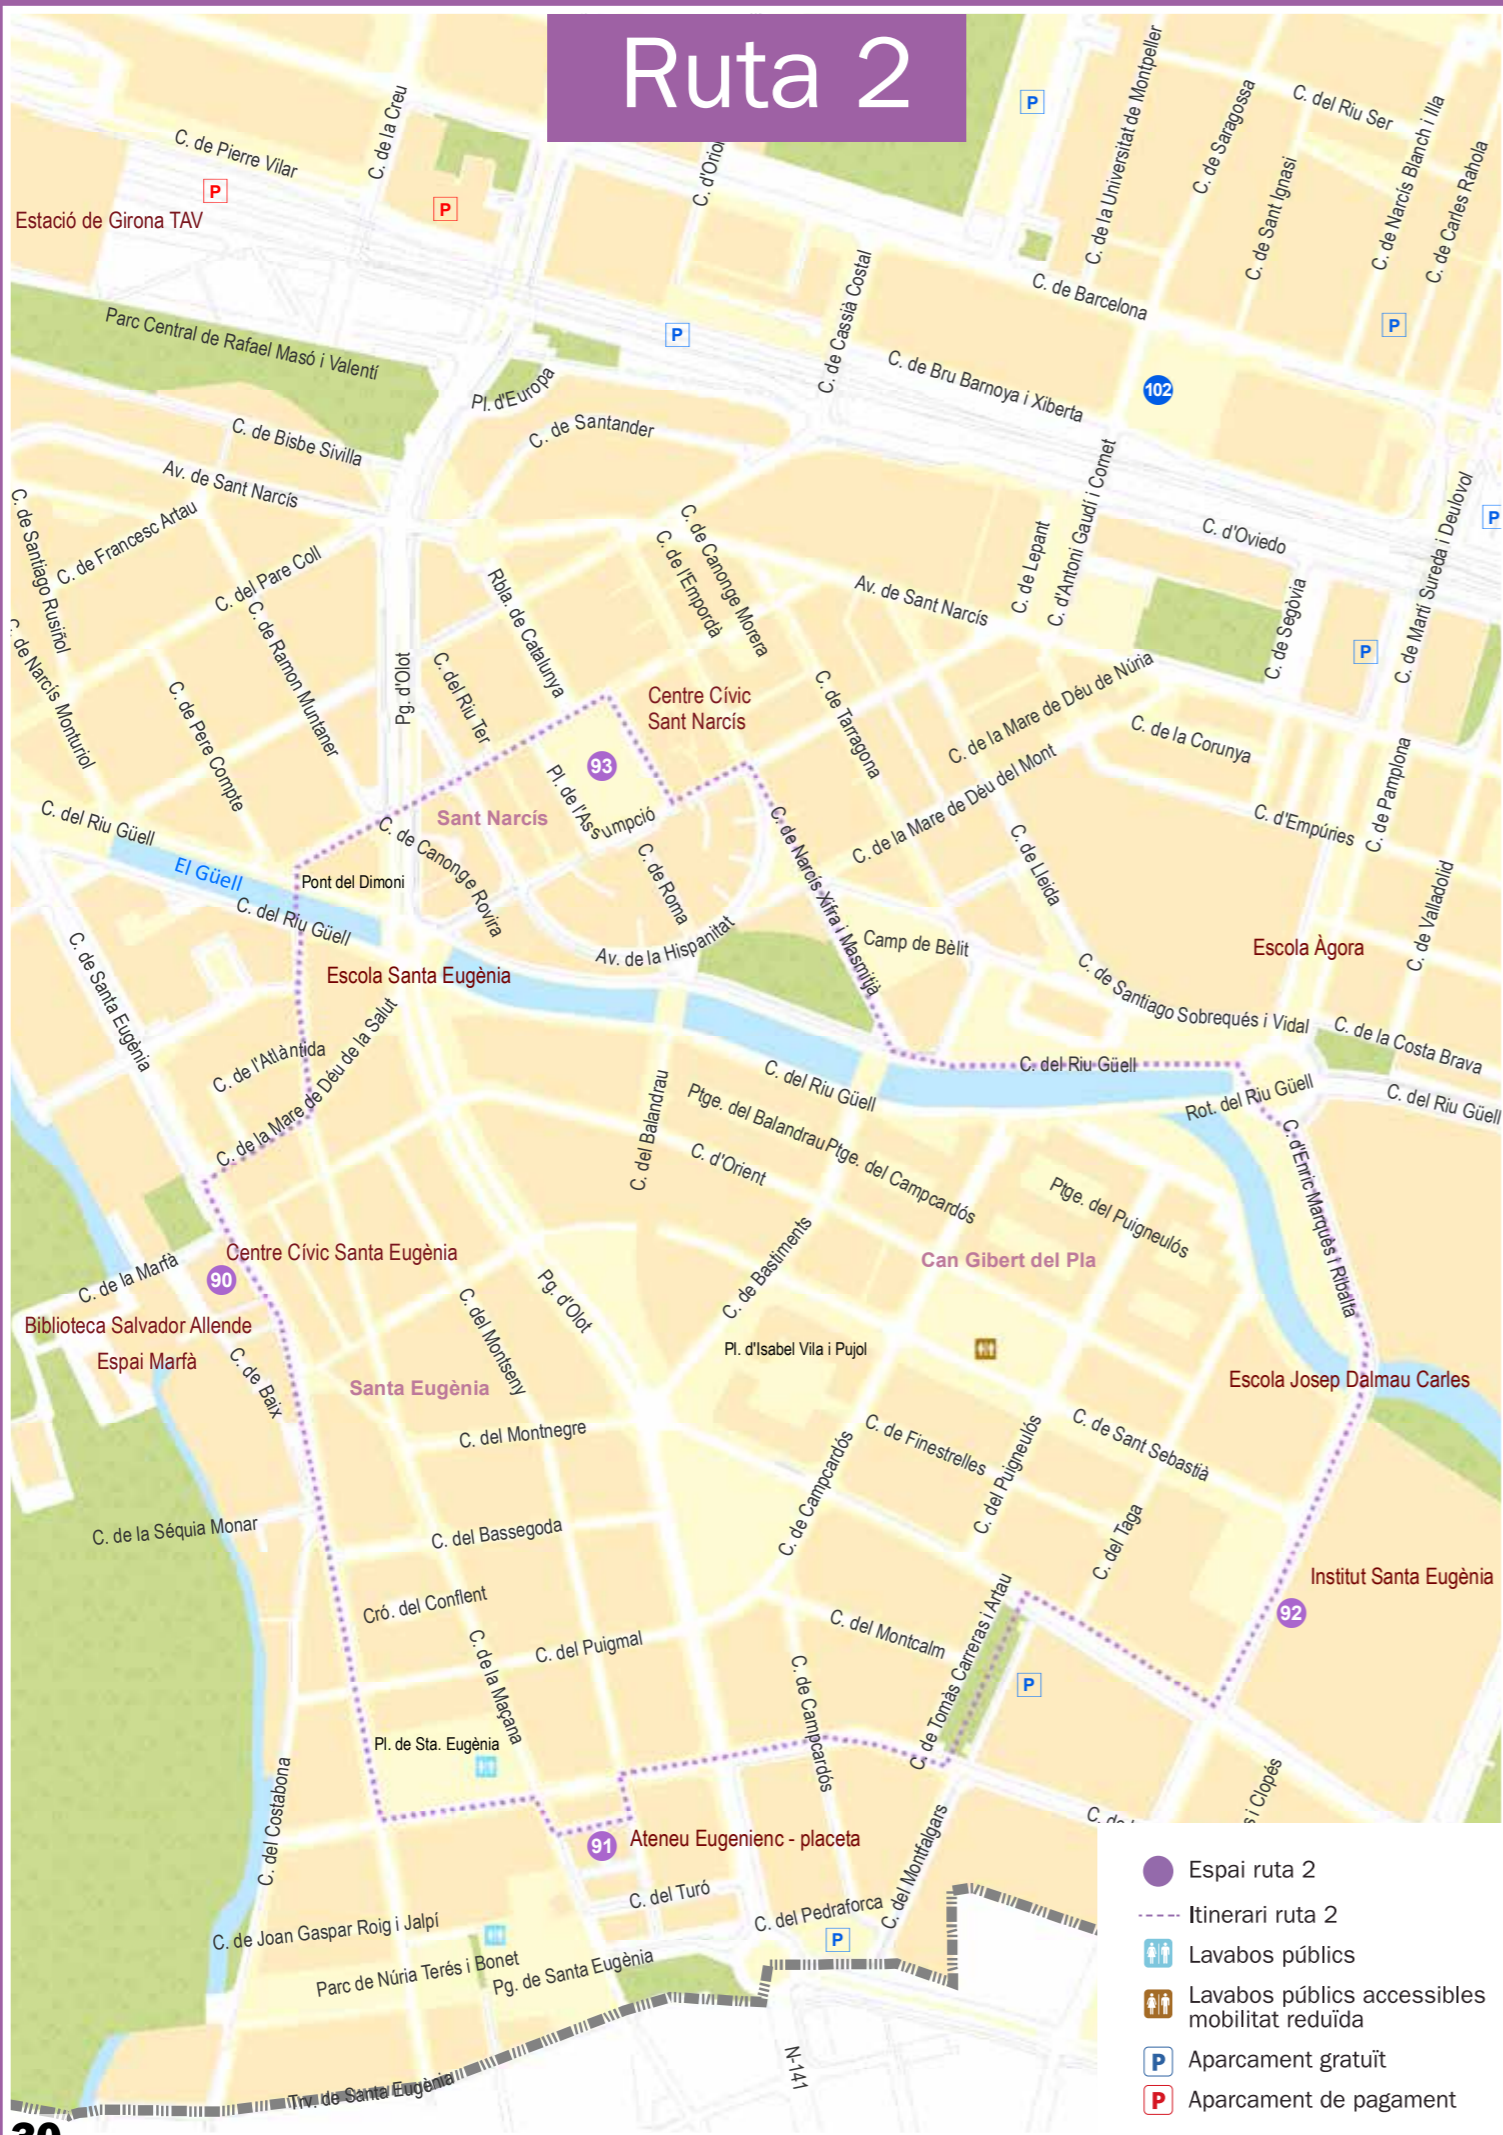 Ruta 2
C. de Pierre Vilar
C. de la Creu
C. d'Orio
C. de la Universitat de Montpeller
C. de Saragossa
C. del Riu Ser
C. de Sant Ignasi
C. de Narcís Blanch i Illa
C. de Carles Rahola
P
P
P
Estació de Girona TAV
Parc Central de Rafael Masó i Valentí
Pl. d'Europa
P
C. de Cassià Costal
C. de Barcelona
P
C. de Bru Barnoya i Xiberta
102
C. de Bisbe Sivilla
C. de Santander
Av. de Sant Narcís
C. de Santiago Rusiñol
C. de Francesc Artau
C. del Pare Coll
C. de Ramon Muntaner
C. de Narcís Monturiol
C. de Pere Compte
Pg. d'Olot
C. del Riu Ter
Rbla. de Catalunya
C. de l'Empordà
C. de Canonge Morera
Av. de Sant Narcís
C. de Lepant
C. d'Antoni Gaudí i Cornet
C. d'Oviedo
C. de Segòvia
C. de Martí Sureda i Deulovol
P
P
Centre Cívic
Sant Narcís
C. de Tarragona
C. de la Mare de Déu de Núria
C. de la Mare de Déu del Mont
C. de la Corunya
C. d'Empúries
C. de Pamplona
93
Pl. de l'Assumpció
Sant Narcís
C. del Riu Güell
El Güell
Pont del Dimoni
C. de Canonge Rovira
C. de Roma
C. de Narcís Xifra i Masmitjà
C. de Lleida
C. de Valladolid
C. del Riu Güell
Av. de la Hispanitat
Camp de Bèlit
Escola Àgora
Escola Santa Eugènia
C. de Santiago Sobrequés i Vidal
C. de la Costa Brava
C. de Santa Eugènia
C. de l'Atlàntida
C. de la Mare de Déu de la Salut
C. del Balandrau
C. del Riu Güell
C. del Riu Güell
Rot. del Riu Güell
C. del Riu Güell
Ptge. del Balandrau
Ptge. del Campcardós
C. d'Orient
Ptge. del Puigneulós
C. d'Enric Marquès i Ribalta
Centre Cívic Santa Eugènia
C. de la Marfà
90
Biblioteca Salvador Allende
Espai Marfà
C. de Baix
C. del Montseny
Pg. d'Olot
C. de Bastiments
Can Gibert del Pla
Pl. d'Isabel Vila i Pujol
Escola Josep Dalmau Carles
Santa Eugènia
C. del Montnegre
C. de Finestrelles
C. de Sant Sebastià
C. de Campcardós
C. del Puigneulós
C. de la Séquia Monar
C. del Bassegoda
C. del Taga
Institut Santa Eugènia
92
Cró. del Conflent
C. del Puigmal
C. de la Maçana
C. del Montcalm
C. de Tomàs Carreras i Artau
P
C. de Campcardós
Pl. de Sta. Eugènia
C. del Costabona
91
Ateneu Eugenienc - placeta
C. del Montfalgars
C. de
s i Clopés
C. del Turó
C. del Pedraforca
P
C. de Joan Gaspar Roig i Jalpí
Parc de Núria Terés i Bonet
Pg. de Santa Eugènia
N-141
Trv. de Santa Eugènia
Espai ruta 2
Itinerari ruta 2
Lavabos públics
Lavabos públics accessibles
mobilitat reduïda
P Aparcament gratuït
P Aparcament de pagament
30